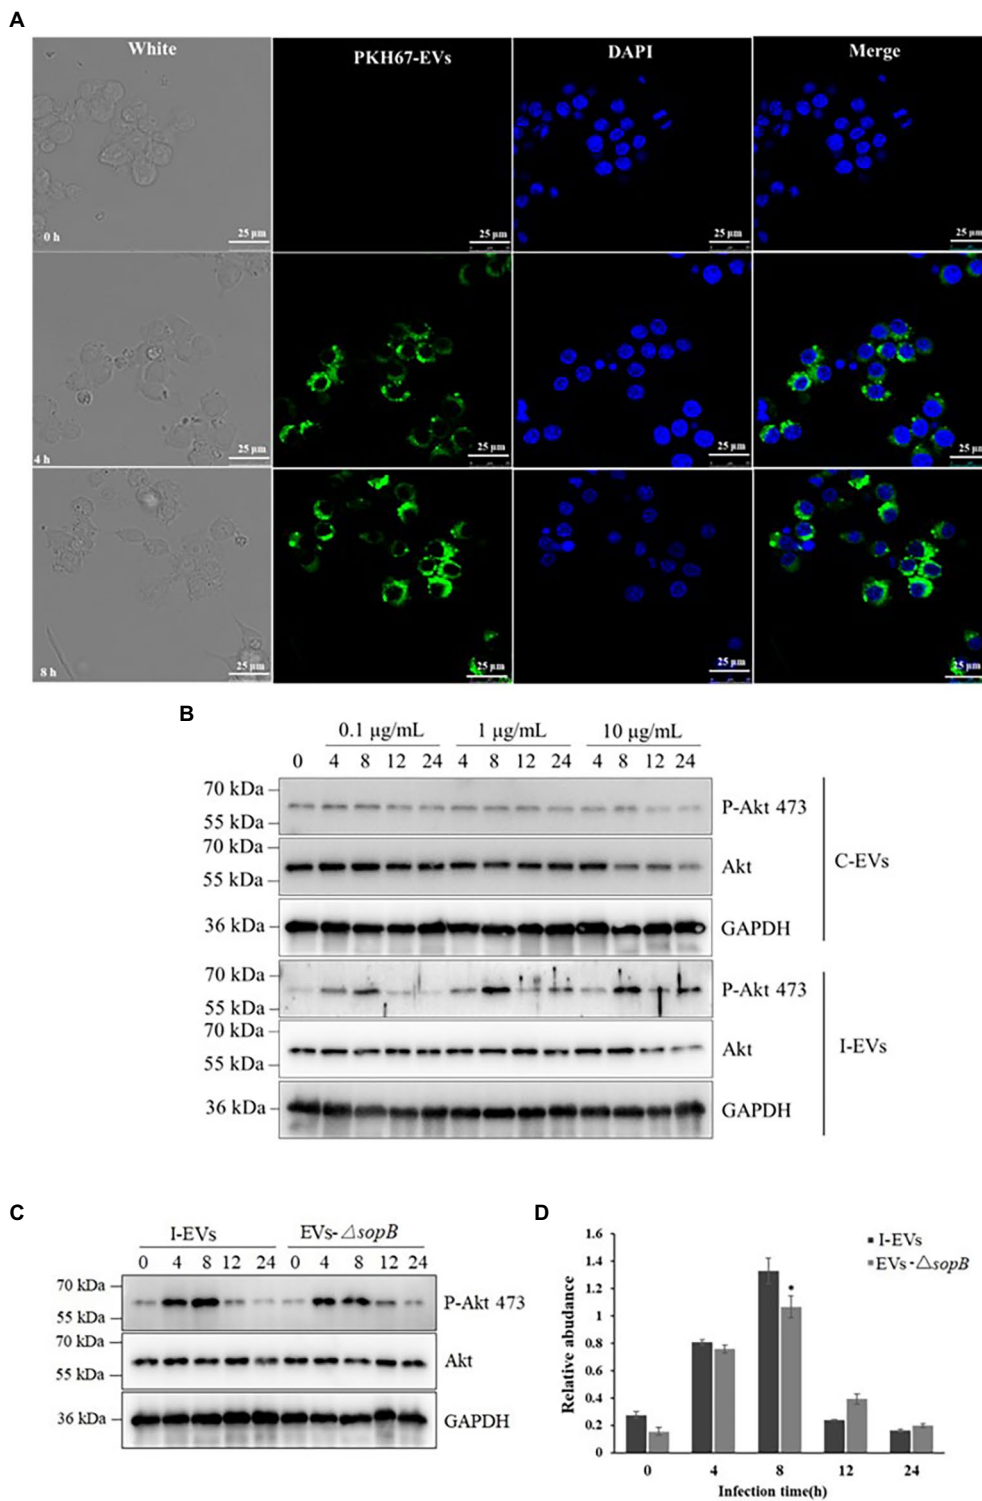 A
White PKH67-EVs DAPI Merge
0 h 25 µm 25 µm 25 µm 25 µm
4 h 25 µm 25 µm 25 µm 25 µm
8 h 25 µm 25 µm 25 µm 25 µm
B
0.1 µg/mL 1 µg/mL 10 µg/mL
0 4 8 12 24 4 8 12 24 4 8 12 24
70 kDa
P-Akt 473
55 kDa
70 kDa
Akt
55 kDa
36 kDa GAPDH
C-EVs
70 kDa
P-Akt 473
55 kDa
70 kDa
Akt
55 kDa
36 kDa GAPDH
I-EVs
C
I-EVs EVs-△sopB
0 4 8 12 24 0 4 8 12 24
70 kDa
P-Akt 473
55 kDa
70 kDa
Akt
55 kDa
36 kDa GAPDH
D
I-EVs
EVs-△sopB
Relative abudance
1.6
1.4
1.2
1
0.8
0.6
0.4
0.2
0
*
0 4 8 12 24
Infection time(h)